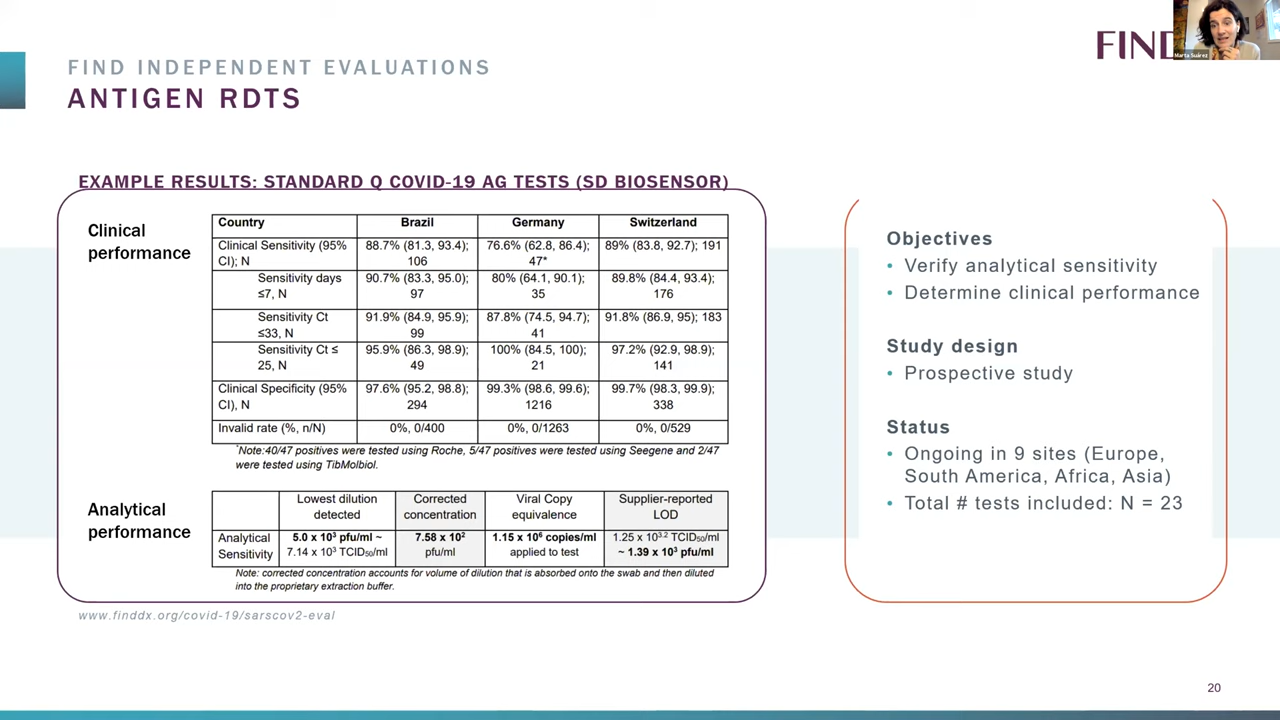 FIND INDEPENDENT EVALUATIONS
ANTIGEN RDTS
FIND
Marta Suárez
EXAMPLE RESULTS: STANDARD Q COVID-19 AG TESTS (SD BIOSENSOR)
Clinical
performance
Country Brazil Germany Switzerland
Clinical Sensitivity (95% 88.7% (81.3, 93.4); 76.6% (62.8, 86.4); 89% (83.8, 92.7); 191
CI); N 106 47*
Sensitivity days 90.7% (83.3, 95.0); 80% (64.1, 90.1); 89.8% (84.4, 93.4);
≤7, N 97 35 176
Sensitivity Ct 91.9% (84.9, 95.9); 87.8% (74.5, 94.7); 91.8% (86.9, 95); 183
≤33, N 99 41
Sensitivity Ct ≤ 95.9% (86.3, 98.9); 100% (84.5, 100); 97.2% (92.9, 98.9);
25, N 49 21 141
Clinical Specificity (95% 97.6% (95.2, 98.8); 99.3% (98.6, 99.6); 99.7% (98.3, 99.9);
CI), N 294 1216 338
Invalid rate (%, n/N) 0%, 0/400 0%, 0/1263 0%, 0/529
*Note:40/47 positives were tested using Roche, 5/47 positives were tested using Seegene and 2/47
were tested using TibMolbiol.
Analytical
performance
Lowest dilution Corrected Viral Copy Supplier-reported
detected concentration equivalence LOD
Analytical 5.0 x 10³ pfu/ml ~ 7.58 x 10² 1.15 x 10⁶ copies/ml 1.25 x 10³·² TCID₅₀/ml
Sensitivity 7.14 x 10³ TCID₅₀/ml pfu/ml applied to test ~ 1.39 x 10³ pfu/ml
Note: corrected concentration accounts for volume of dilution that is absorbed onto the swab and then diluted
into the proprietary extraction buffer.
www.finddx.org/covid-19/sarscov2-eval
Objectives
• Verify analytical sensitivity
• Determine clinical performance
Study design
• Prospective study
Status
• Ongoing in 9 sites (Europe,
South America, Africa, Asia)
• Total # tests included: N = 23
20